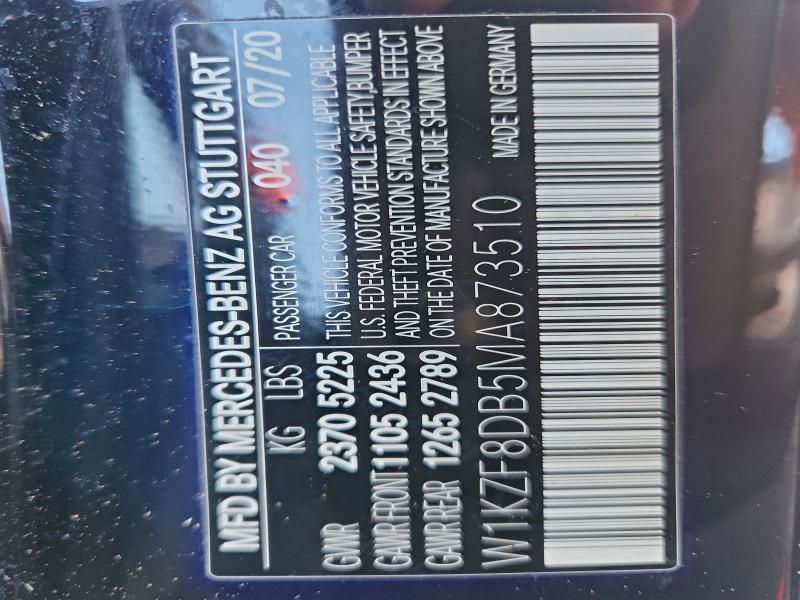 MFD BY MERCEDES-BENZ AG STUTTGART
KG LBS PASSENGER CAR 040 07/20
GWR 2370 5225 THIS VEHICLE CONFORMS TO ALL APPLICABLE
GAWR FRONT 1105 2436 U.S. FEDERAL MOTOR VEHICLE SAFETY,BUMPER
GAWR REAR 1265 2789 AND THEFT PREVENTION STANDARDS IN EFFECT
ON THE DATE OF MANUFACTURE SHOWN ABOVE
W1KZF8DB5MA873510 MADE IN GERMANY